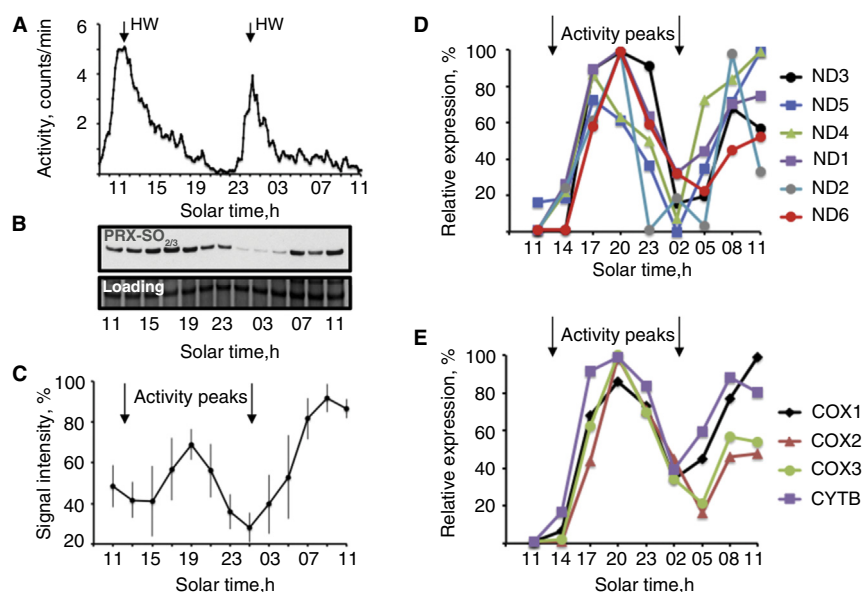 A
HW
HW
6
4
2
Activity, counts/min
11 15 19 23 03 07 11
Solar time,h
B
PRX-SO2/3
Loading
11 15 19 23 03 07 11
Solar time,h
C
Activity peaks
100
80
60
40
20
Signal intensity, %
11 15 19 23 03 07 11
Solar time,h
D
Activity peaks
100
80
60
40
20
Relative expression, %
11 14 17 20 23 02 05 08 11
Solar time,h
ND3
ND5
ND4
ND1
ND2
ND6
E
Activity peaks
100
80
60
40
20
Relative expression, %
11 14 17 20 23 02 05 08 11
Solar time,h
COX1
COX2
COX3
CYTB